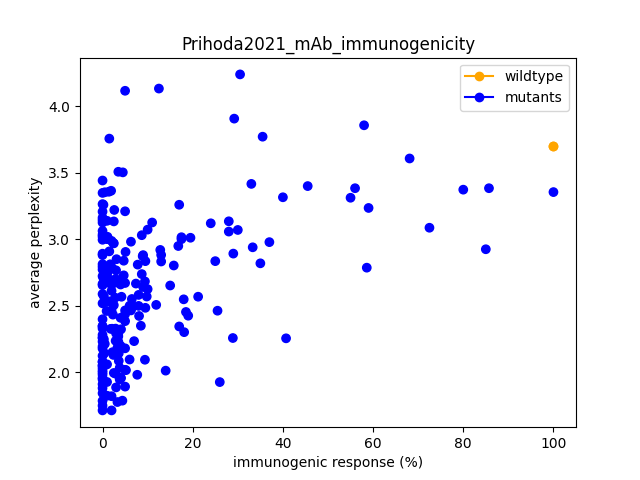 Prihoda2021_mAb_immunogenicity
wildtype
mutants
4.0
3.5
3.0
2.5
2.0
average perplexity
0 20 40 60 80 100
immunogenic response (%)